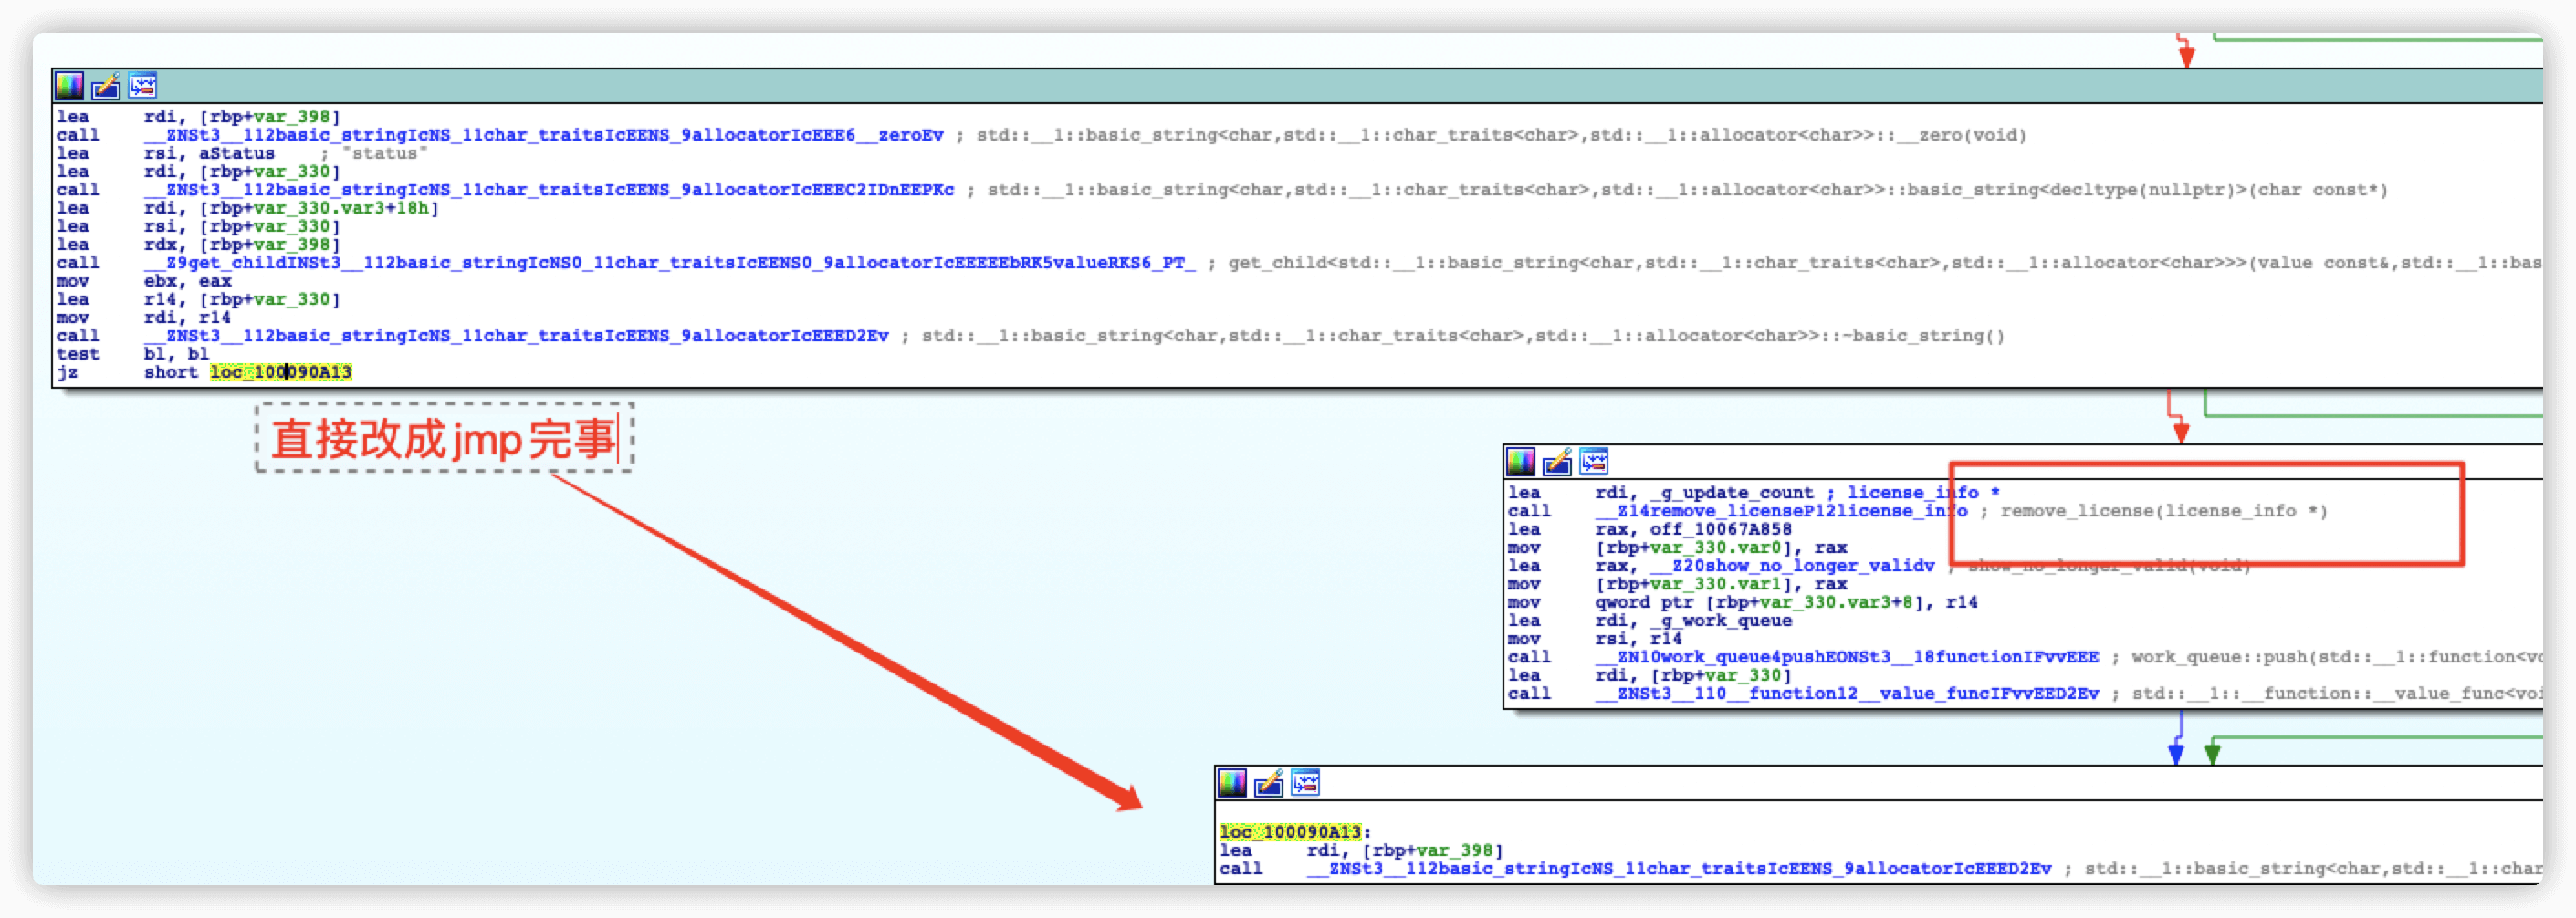 lea rdi, [rbp+var_398]
call __ZNSt3__112basic_stringIcNS_11char_traitsIcEENS_9allocatorIcEEE6__zeroEv ; std::__1::basic_string<char,std::__1::char_traits<char>,std::__1::allocator<char>>::__zero(void)
lea rsi, aStatus ; "status"
lea rdi, [rbp+var_330]
call __ZNSt3__112basic_stringIcNS_11char_traitsIcEENS_9allocatorIcEEEC2IDnEEPKc ; std::__1::basic_string<char,std::__1::char_traits<char>,std::__1::allocator<char>>::basic_string<decltype(nullptr)>(char const*)
lea rdi, [rbp+var_330.var3+18h]
lea rsi, [rbp+var_330]
lea rdx, [rbp+var_398]
call __Z9get_childINSt3__112basic_stringIcNS0_11char_traitsIcEENS0_9allocatorIcEEEEEbRK5valueRKS6_PT_ ; get_child<std::__1::basic_string<char,std::__1::char_traits<char>,std::__1::allocator<char>>>(value const&,std::__1::bas
mov ebx, eax
lea r14, [rbp+var_330]
mov rdi, r14
call __ZNSt3__112basic_stringIcNS_11char_traitsIcEENS_9allocatorIcEEED2Ev ; std::__1::basic_string<char,std::__1::char_traits<char>,std::__1::allocator<char>>::~basic_string()
test bl, bl
jz short loc_100090A13
直接改成jmp完事
lea rdi, _g_update_count ; license_info *
call __Z14remove_licenseP12license_info ; remove_license(license_info *)
lea rax, off_10067A858
mov [rbp+var_330.var0], rax
lea rax, __Z20show_no_longer_validv ; show_no_longer_valid(void)
mov [rbp+var_330.var1], rax
mov qword ptr [rbp+var_330.var3+8], r14
lea rdi, _g_work_queue
mov rsi, r14
call __ZN10work_queue4pushEONSt3__18functionIFvvEEE ; work_queue::push(std::__1::function<vo
lea rdi, [rbp+var_330]
call __ZNSt3__110__function12__value_funcIFvvEED2Ev ; std::__1::__function::__value_func<voi
loc_100090A13:
lea rdi, [rbp+var_398]
call __ZNSt3__112basic_stringIcNS_11char_traitsIcEENS_9allocatorIcEEED2Ev ; std::__1::basic_string<char,std::__1::char